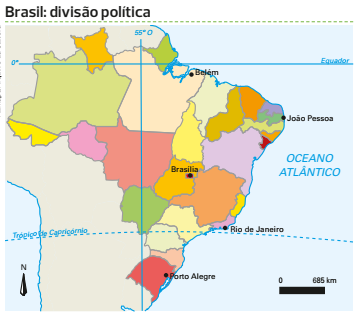 Brasil: divisão política
55° O
0°
Equador
Belém
João Pessoa
OCEANO
ATLÂNTICO
Brasília
Trópico de Capricórnio
Rio de Janeiro
N
Porto Alegre
0 685 km